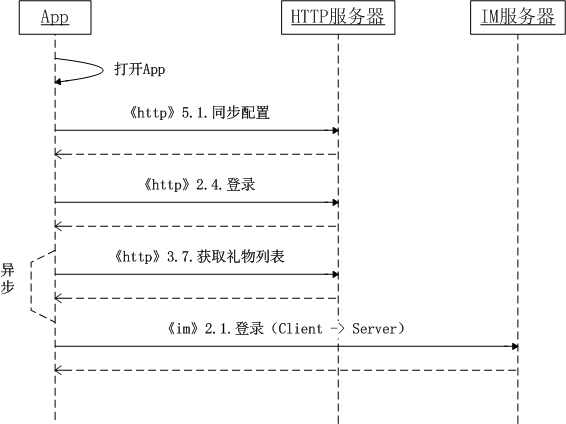 App
HTTP服务器
IM服务器
打开App
《http》5.1.同步配置
《http》2.4.登录
《http》3.7.获取礼物列表
异步
《im》2.1.登录（Client -> Server）